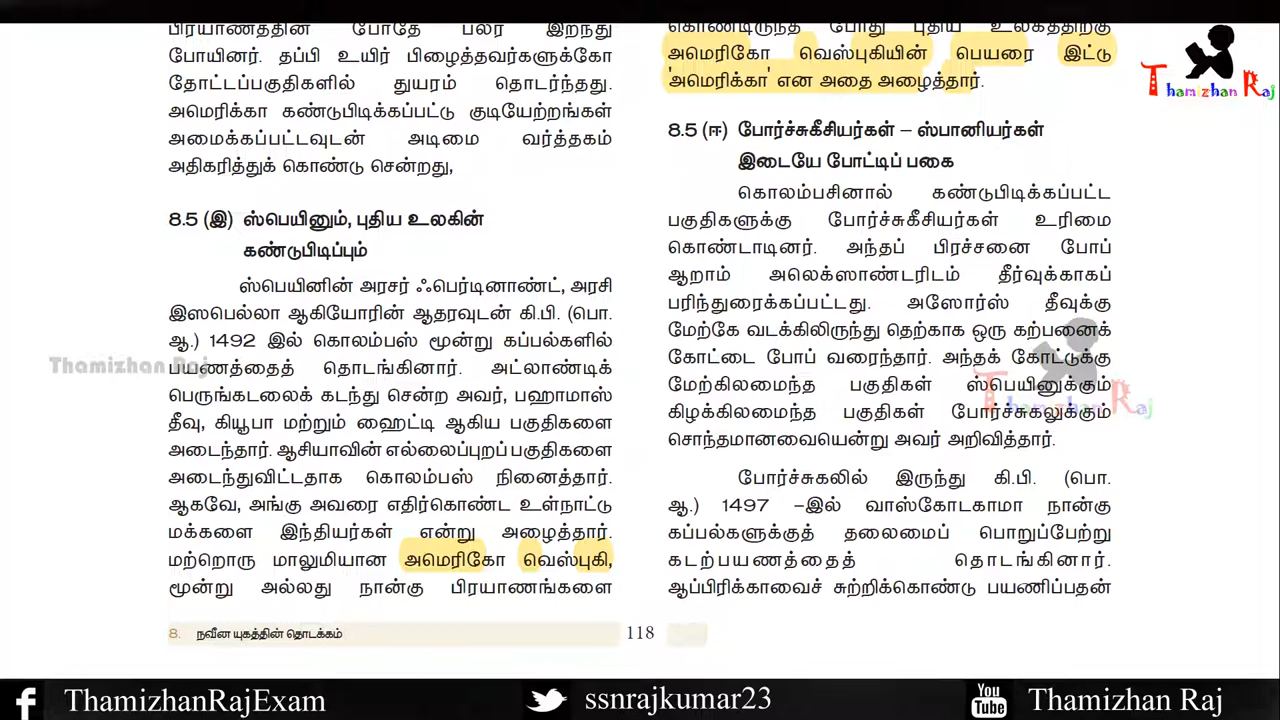 பிரயாணத்தின் போதே பலர் இறந்து
போயினர். தப்பி உயிர் பிழைத்தவர்களுக்கோ
தோட்டப்பகுதிகளில் துயரம் தொடர்ந்தது.
அமெரிக்கா கண்டுபிடிக்கப்பட்டு குடியேற்றங்கள்
அமைக்கப்பட்டவுடன் அடிமை வர்த்தகம்
அதிகரித்துக் கொண்டு சென்றது,
8.5 (இ) ஸ்பெயினும், புதிய உலகின்
கண்டுபிடிப்பும்
ஸ்பெயினின் அரசர் ஃபெர்டினாண்ட், அரசி
இஸபெல்லா ஆகியோரின் ஆதரவுடன் கி.பி. (பொ.
ஆ.) 1492 இல் கொலம்பஸ் மூன்று கப்பல்களில்
பயணத்தைத் தொடங்கினார். அட்லாண்டிக்
பெருங்கடலைக் கடந்து சென்ற அவர், பஹாமாஸ்
தீவு, கியூபா மற்றும் ஹைட்டி ஆகிய பகுதிகளை
அடைந்தார். ஆசியாவின் எல்லைப்புறப் பகுதிகளை
அடைந்துவிட்டதாக கொலம்பஸ் நினைத்தார்.
ஆகவே, அங்கு அவரை எதிர்கொண்ட உள்நாட்டு
மக்களை இந்தியர்கள் என்று அழைத்தார்.
மற்றொரு மாலுமியான அமெரிகோ வெஸ்புகி,
மூன்று அல்லது நான்கு பிரயாணங்களை
கொண்டிருந்த போது புதிய உலகத்திற்கு
அமெரிகோ வெஸ்புகியின் பெயரை இட்டு
'அமெரிக்கா' என அதை அழைத்தார்.
8.5 (ஈ) போர்ச்சுகீசியர்கள் – ஸ்பானியர்கள்
இடையே போட்டிப் பகை
கொலம்பசினால் கண்டுபிடிக்கப்பட்ட
பகுதிகளுக்கு போர்ச்சுகீசியர்கள் உரிமை
கொண்டாடினர். அந்தப் பிரச்சனை போப்
ஆறாம் அலெக்ஸாண்டரிடம் தீர்வுக்காகப்
பரிந்துரைக்கப்பட்டது. அஸோர்ஸ் தீவுக்கு
மேற்கே வடக்கிலிருந்து தெற்காக ஒரு கற்பனைக்
கோட்டை போப் வரைந்தார். அந்தக் கோட்டுக்கு
மேற்கிலமைந்த பகுதிகள் ஸ்பெயினுக்கும்
கிழக்கிலமைந்த பகுதிகள் போர்ச்சுகலுக்கும்
சொந்தமானவையென்று அவர் அறிவித்தார்.
போர்ச்சுகலில் இருந்து கி.பி. (பொ.
ஆ.) 1497 –இல் வாஸ்கோடகாமா நான்கு
கப்பல்களுக்குத் தலைமைப் பொறுப்பேற்று
கடற்பயணத்தைத் தொடங்கினார்.
ஆப்பிரிக்காவைச் சுற்றிக்கொண்டு பயணிப்பதன்
8. நவீன யுகத்தின் தொடக்கம்
118
Thamizhan Raj
Thamizhan Raj
Thamizhan Raj
ThamizhanRajExam
ssnrajkumar23
You Tube Thamizhan Raj